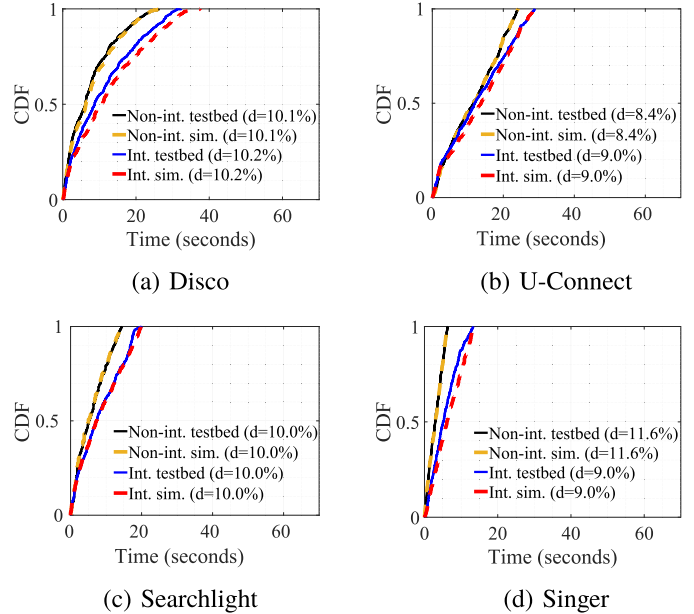 1
CDF
0.5
Non-int. testbed (d=10.1%)
Non-int. sim. (d=10.1%)
Int. testbed (d=10.2%)
Int. sim. (d=10.2%)
0
0 20 40 60
Time (seconds)
(a) Disco
1
CDF
0.5
Non-int. testbed (d=8.4%)
Non-int. sim. (d=8.4%)
Int. testbed (d=9.0%)
Int. sim. (d=9.0%)
0
0 20 40 60
Time (seconds)
(b) U-Connect
1
CDF
0.5
Non-int. testbed (d=10.0%)
Non-int. sim. (d=10.0%)
Int. testbed (d=10.0%)
Int. sim. (d=10.0%)
0
0 20 40 60
Time (seconds)
(c) Searchlight
1
CDF
0.5
Non-int. testbed (d=11.6%)
Non-int. sim. (d=11.6%)
Int. testbed (d=9.0%)
Int. sim. (d=9.0%)
0
0 20 40 60
Time (seconds)
(d) Singer